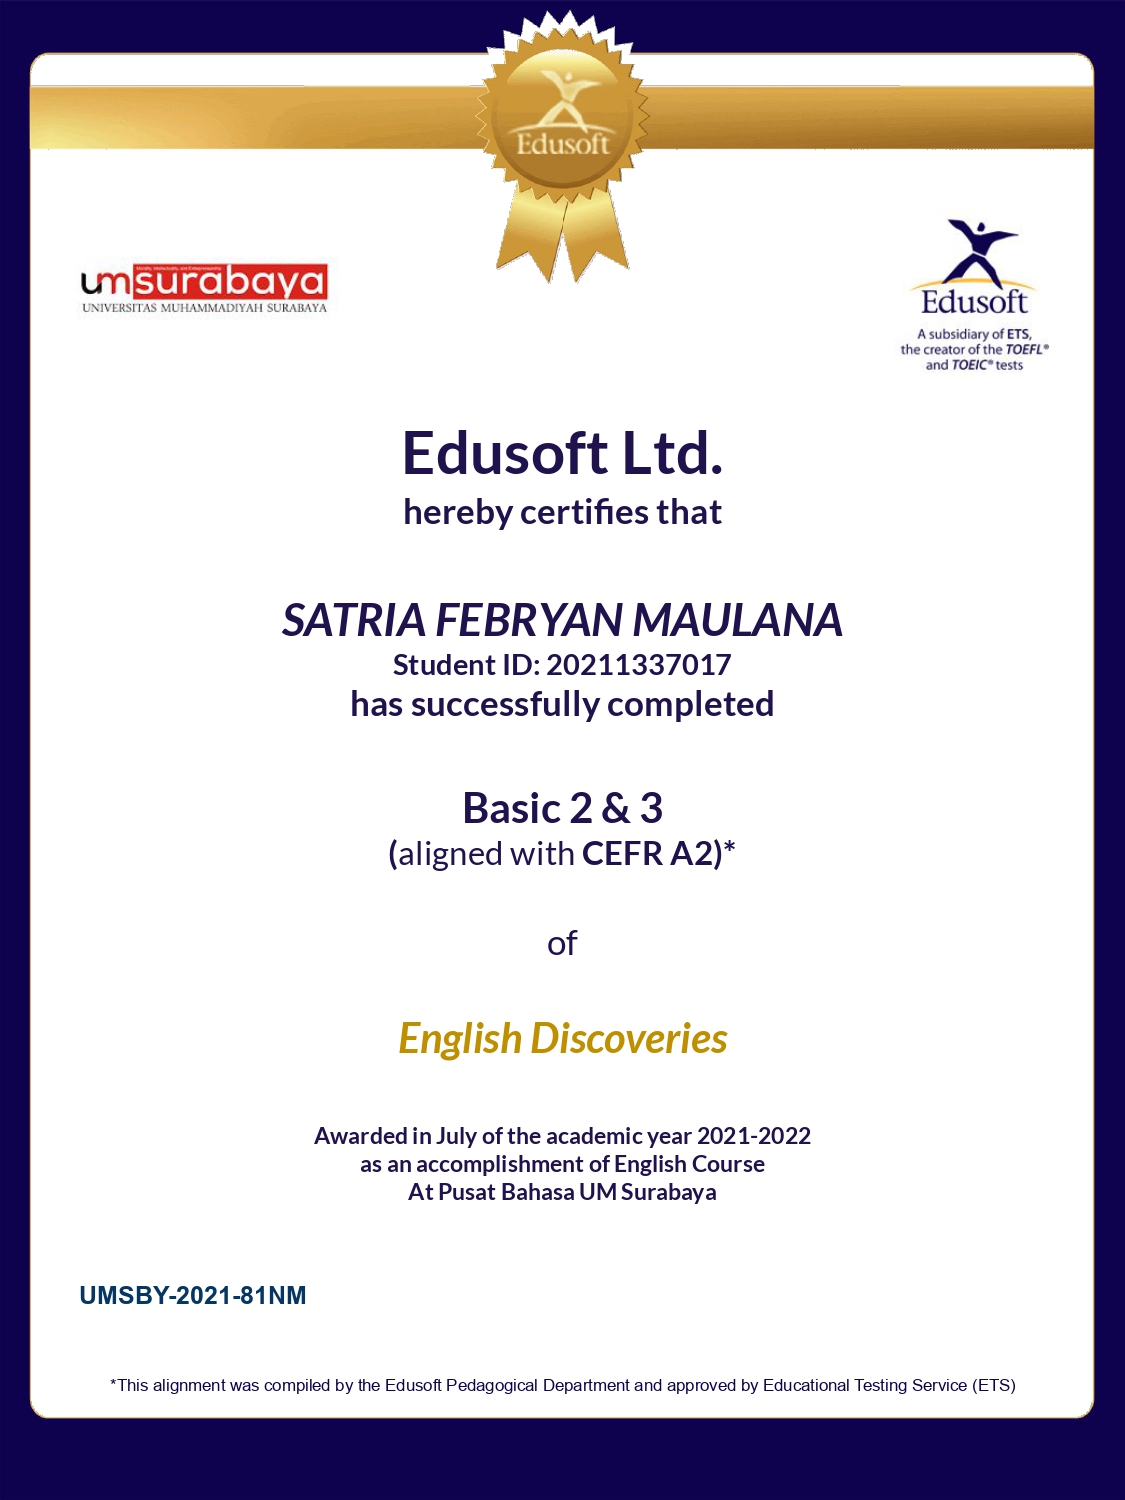 Edusoft
Morality, Intellectuality, and Entrepreneurship
umsurabaya
UNIVERSITAS MUHAMMADIYAH SURABAYA
Edusoft
A subsidiary of ETS,
the creator of the TOEFL®
and TOEIC® tests
Edusoft Ltd.
hereby certifies that
SATRIA FEBRYAN MAULANA
Student ID: 20211337017
has successfully completed
Basic 2 & 3
(aligned with CEFR A2)*
of
English Discoveries
Awarded in July of the academic year 2021-2022
as an accomplishment of English Course
At Pusat Bahasa UM Surabaya
UMSBY-2021-81NM
*This alignment was compiled by the Edusoft Pedagogical Department and approved by Educational Testing Service (ETS)